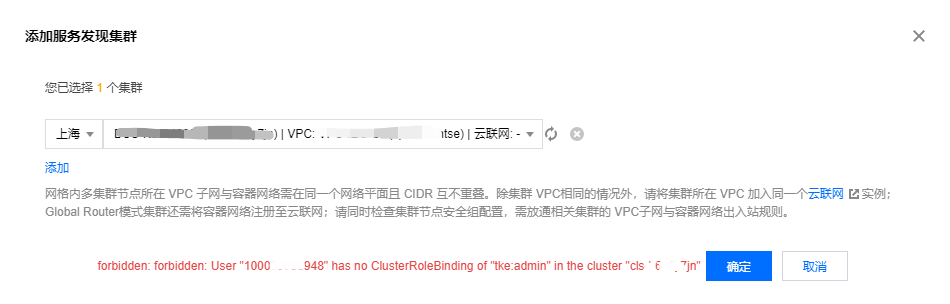 添加服务发现集群
您已选择 1 个集群
上海
) | VPC: ntse) | 云联网: -
添加
网格内多集群节点所在 VPC 子网与容器网络需在同一个网络平面且 CIDR 互不重叠。除集群 VPC相同的情况外，请将集群所在 VPC 加入同一个云联网 实例；
Global Router模式集群还需将容器网络注册至云联网；请同时检查集群节点安全组配置，需放通相关集群的 VPC子网与容器网络出入站规则。
forbidden: forbidden: User "1000 948" has no ClusterRoleBinding of "tke:admin" in the cluster "cls 7jn"
确定
取消